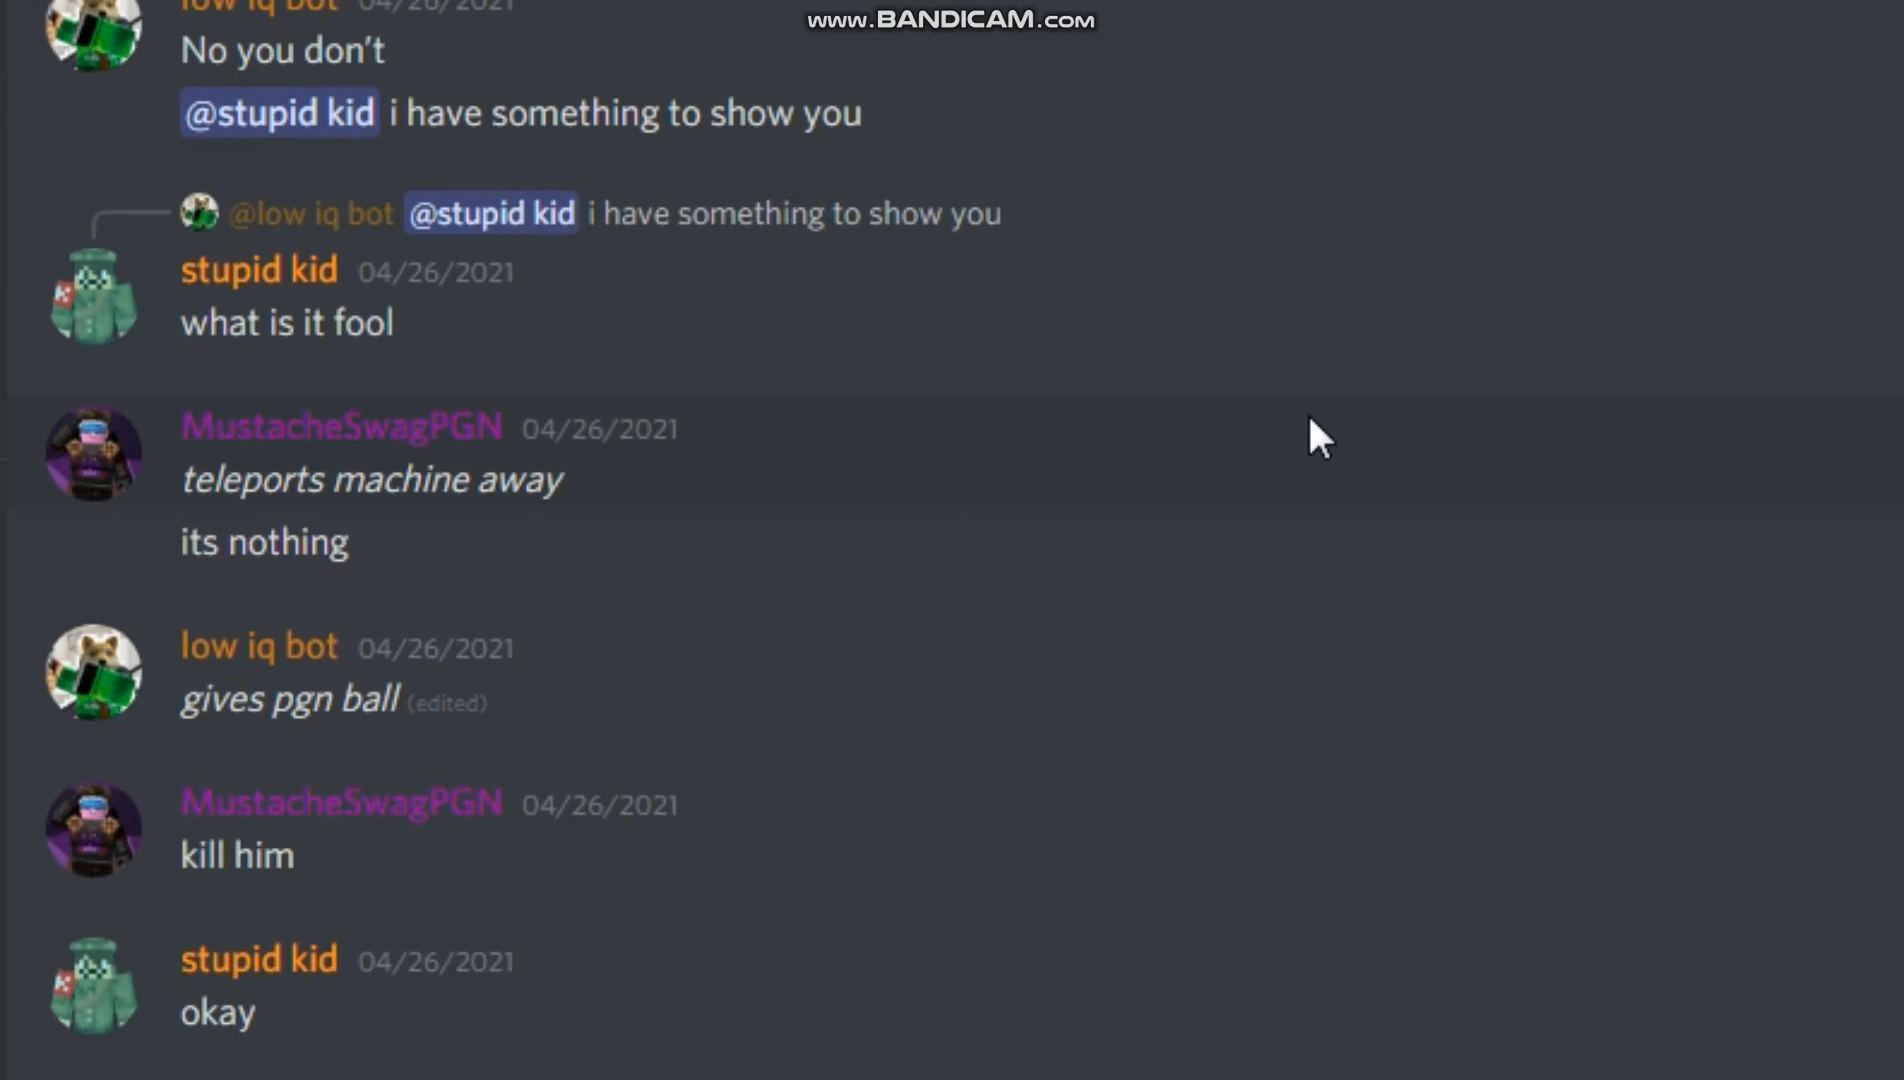 low iq bot 04/26/2021
www.BANDICAM.com
No you don't
@stupid kid i have something to show you
@low iq bot @stupid kid i have something to show you
stupid kid 04/26/2021
what is it fool
MustacheSwagPGN 04/26/2021
teleports machine away
its nothing
low iq bot 04/26/2021
gives pgn ball (edited)
MustacheSwagPGN 04/26/2021
kill him
stupid kid 04/26/2021
okay